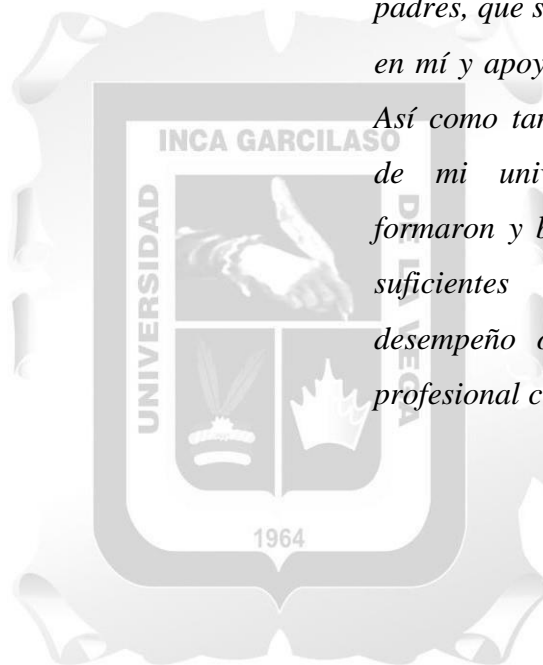 padres, que s
en mí y apoy
Así como tan
de mi univ
formaron y b
suficientes
desempeño
profesional c
INCA GARCILASO
UNIVERSIDAD
DE LA VEGA
1964